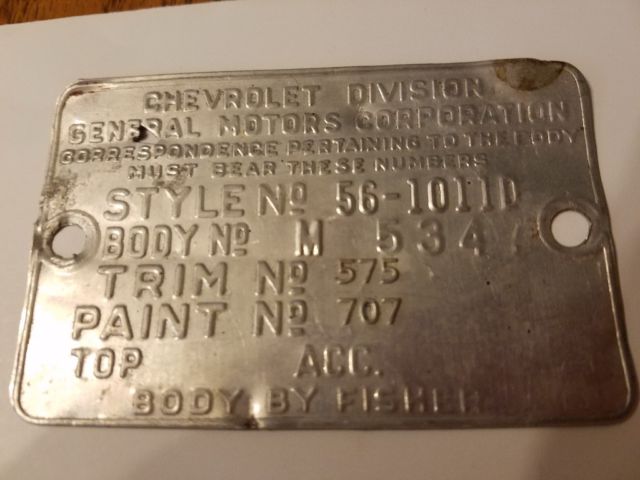 CHEVROLET DIVISION
GENERAL MOTORS CORPORATION
CORRESPONDENCE PERTAINING TO THE BODY
MUST BEAR THESE NUMBERS
STYLE Nº 56-1011D
BODY Nº M 534
TRIM Nº 575
PAINT Nº 707
TOP ACC.
BODY BY FISHER